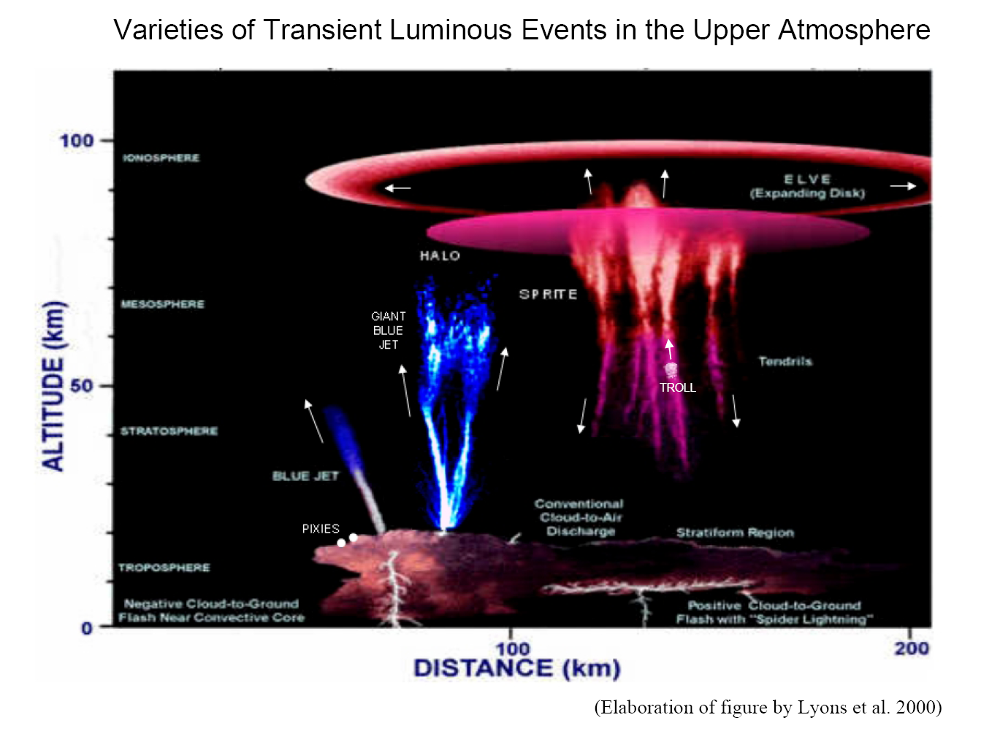 Varieties of Transient Luminous Events in the Upper Atmosphere
100
IONOSPHERE
ELVE
(Expanding Disk)
HALO
SPRITE
MESOSPHERE
GIANT
BLUE
JET
Tendrils
50
TROLL
ALTITUDE (km)
STRATOSPHERE
BLUE JET
Conventional
Cloud-to-Air
Discharge
PIXIES
Stratiform Region
TROPOSPHERE
Negative Cloud-to-Ground
Flash Near Convective Core
Positive Cloud-to-Ground
Flash with "Spider Lightning"
0
100
200
DISTANCE (km)
(Elaboration of figure by Lyons et al. 2000)